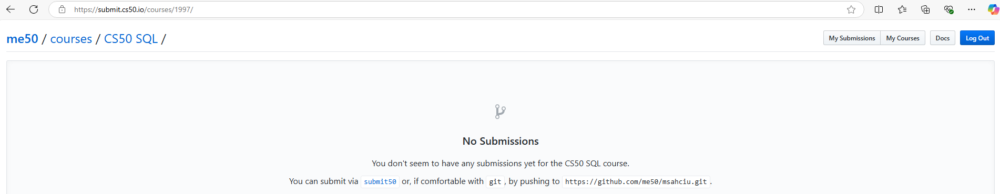 https://submit.cs50.io/courses/1997/
me50 / courses / CS50 SQL /
My Submissions My Courses Docs Log Out
No Submissions
You don't seem to have any submissions yet for the CS50 SQL course.
You can submit via submit50 or, if comfortable with git, by pushing to https://github.com/me50/msahciu.git.